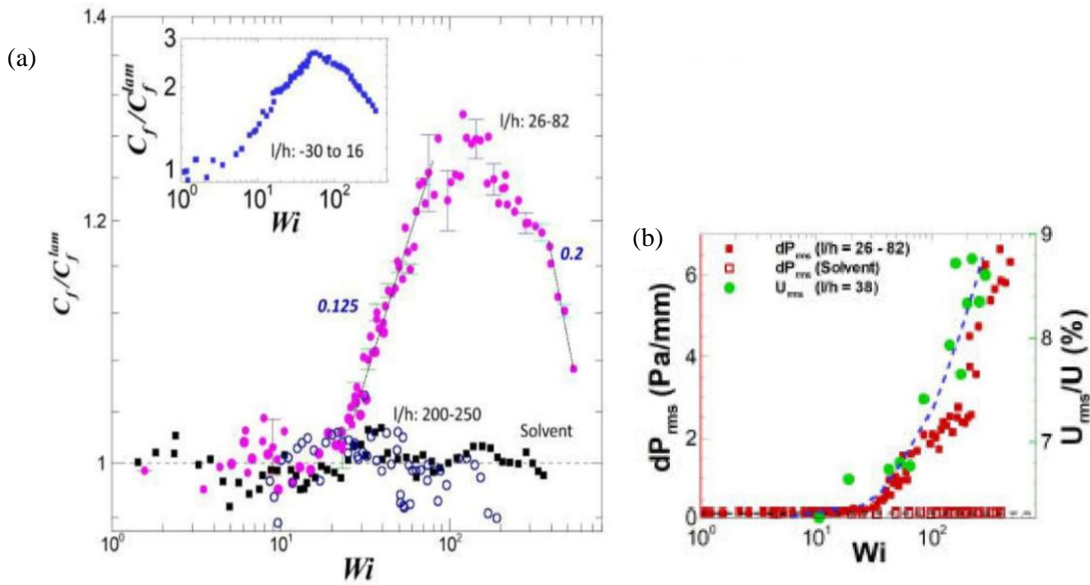 (a)
1.4
1.2
1
C_f/C_f^lam
10^0
10^1
10^2
Wi
3
2
1
C_f/C_f^lam
l/h: -30 to 16
10^0
10^1
10^2
Wi
l/h: 26-82
0.2
0.125
l/h: 200-250
Solvent
(b)
6
4
2
0
dP_rms (Pa/mm)
dP_rms (l/h = 26 - 82)
dP_rms (Solvent)
U_rms (l/h = 38)
9
8
7
U_rms/U (%)
10^0
10^1
10^2
Wi